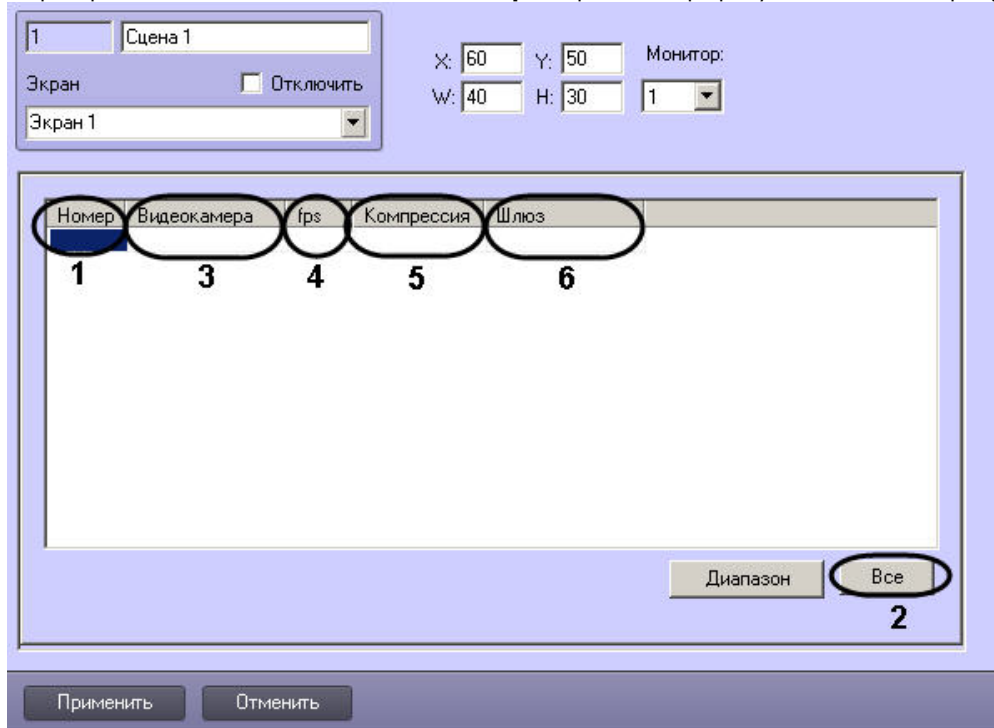 1 Сцена 1
Экран Отключить
Экран 1
X: 60 Y: 50 Монитор:
W: 40 H: 30 1
Номер Видеокамера fps Компрессия Шлюз
1 3 4 5 6
Диапазон Все
2
Применить Отменить